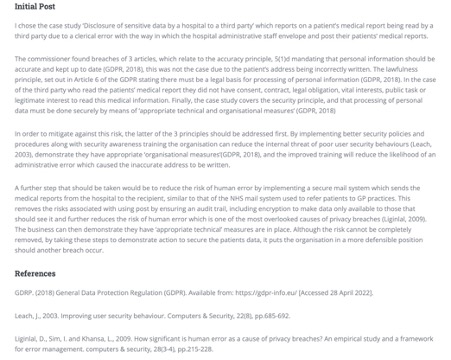 Initial Post
I chose the case study 'Disclosure of sensitive data by a hospital to a third party' which reports on a patient's medical report being read by a
third party due to a clerical error with the way in which the hospital administrative staff envelope and post their patients' medical reports.
The commissioner found breaches of 3 articles, which relate to the accuracy principle, 5(1)d mandating that personal information should be
accurate and kept up to date (GDPR, 2018), this was not the case due to the patient's address being incorrectly written. The lawfulness
principle, set out in Article 6 of the GDPR stating there must be a legal basis for processing of personal information (GDPR, 2018). In the case
of the third party who read the patients' medical report they did not have consent, contract, legal obligation, vital interests, public task or
legitimate interest to read this medical information. Finally, the case study covers the security principle, and that processing of personal
data must be done securely by means of 'appropriate technical and organisational measures' (GDPR, 2018)
In order to mitigate against this risk, the latter of the 3 principles should be addressed first. By implementing better security policies and
procedures along with security awareness training the organisation can reduce the internal threat of poor user security behaviours (Leach,
2003), demonstrate they have appropriate 'organisational measures'(GDPR, 2018), and the improved training will reduce the likelihood of an
administrative error which caused the inaccurate address to be written.
A further step that should be taken would be to reduce the risk of human error by implementing a secure mail system which sends the
medical reports from the hospital to the recipient, similar to that of the NHS mail system used to refer patients to GP practices. This
removes the risks associated with using post by ensuring an audit trail, including encryption to make data only available to those that
should see it and further reduces the risk of human error which is one of the most overlooked causes of privacy breaches (Liginlal, 2009).
The business can then demonstrate they have 'appropriate technical' measures are in place. Although the risk cannot be completely
removed, by taking these steps to demonstrate action to secure the patients data, it puts the organisation in a more defensible position
should another breach occur.
References
GDRP. (2018) General Data Protection Regulation (GDPR). Available from: https://gdpr-info.eu/ [Accessed 28 April 2022].
Leach, J., 2003. Improving user security behaviour. Computers & Security, 22(8), pp.685-692.
Liginlal, D., Sim, I. and Khansa, L., 2009. How significant is human error as a cause of privacy breaches? An empirical study and a framework
for error management. computers & security, 28(3-4), pp.215-228.